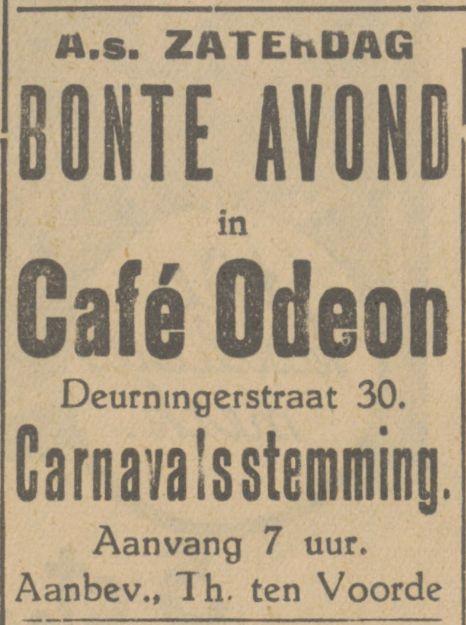 A.s. ZATERDAG
BONTE AVOND
in
Café Odeon
Deurningerstraat 30.
Carnavalsstemming.
Aanvang 7 uur.
Aanbev., Th. ten Voorde